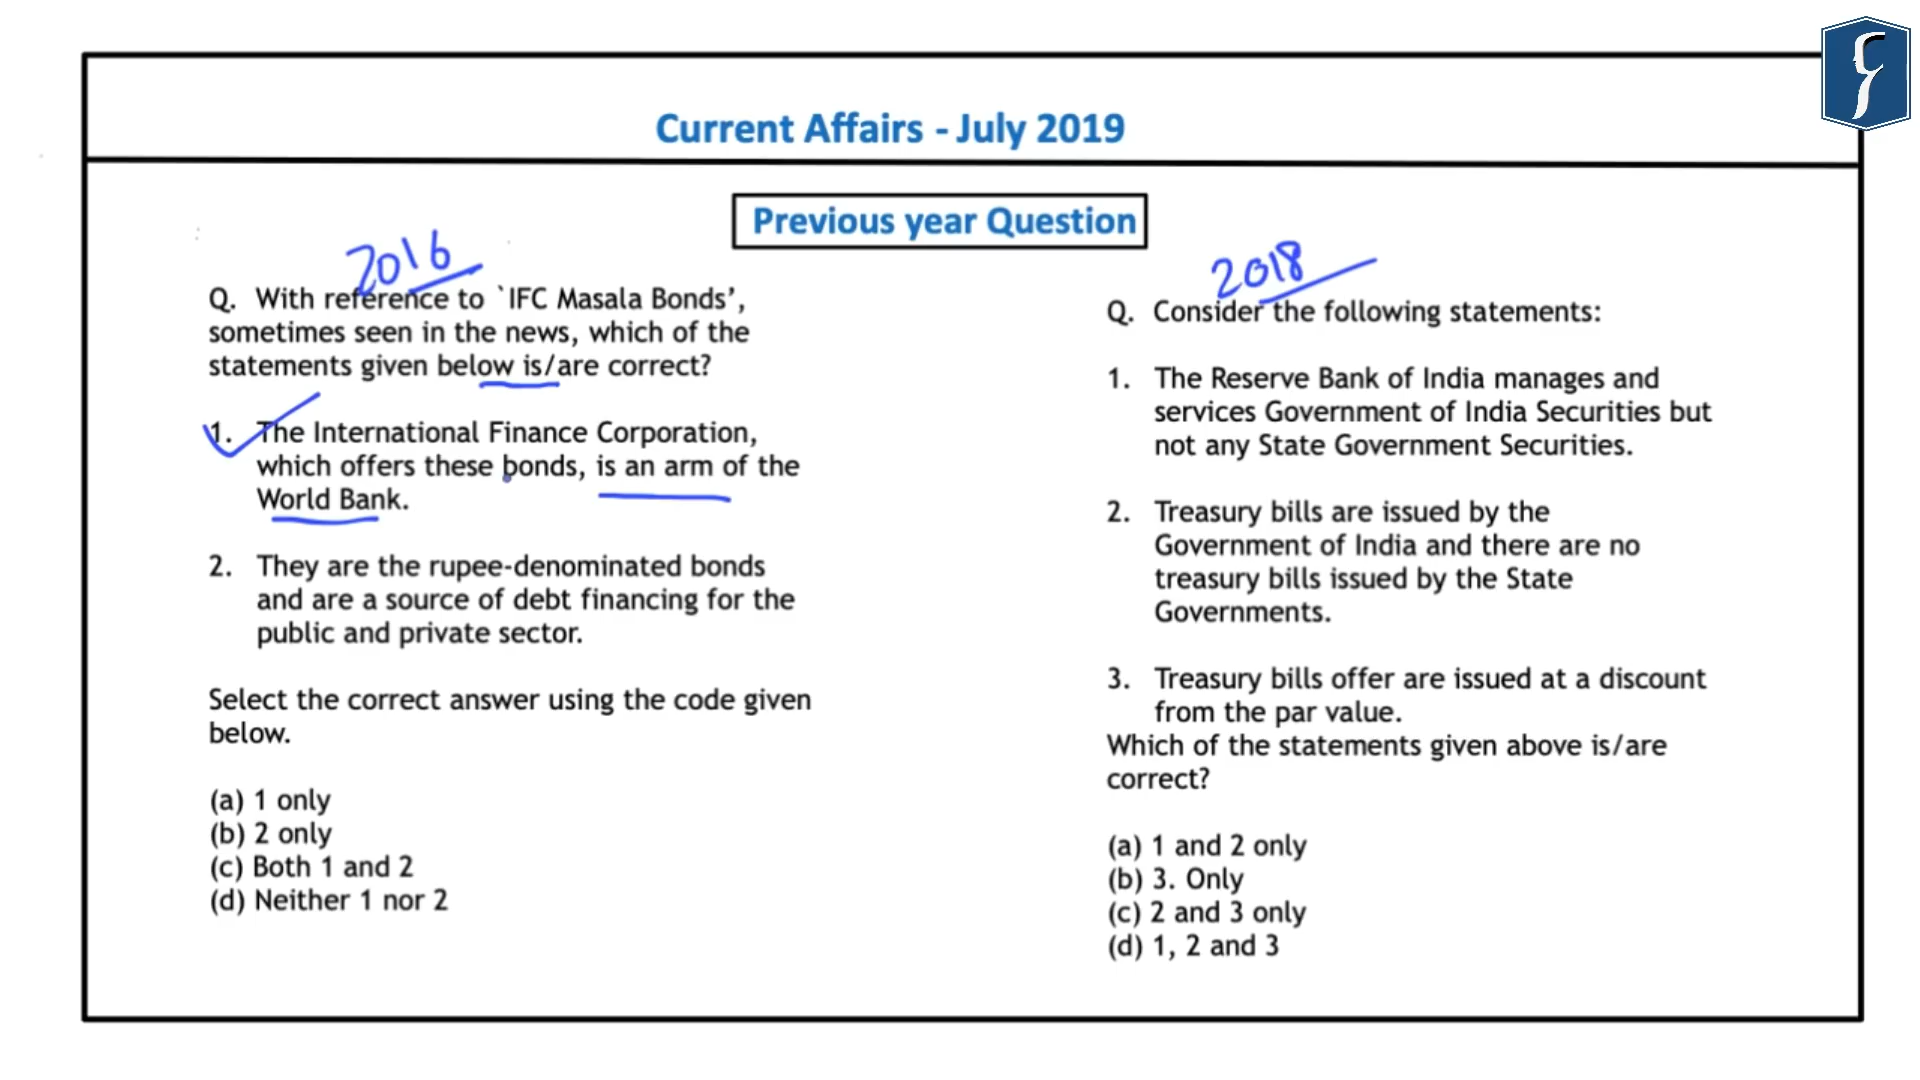 Current Affairs - July 2019
Previous year Question
2016
Q. With reference to `IFC Masala Bonds’,
sometimes seen in the news, which of the
statements given below is/are correct?
1. The International Finance Corporation,
which offers these bonds, is an arm of the
World Bank.
2. They are the rupee-denominated bonds
and are a source of debt financing for the
public and private sector.
Select the correct answer using the code given
below.
(a) 1 only
(b) 2 only
(c) Both 1 and 2
(d) Neither 1 nor 2
2018
Q. Consider the following statements:
1. The Reserve Bank of India manages and
services Government of India Securities but
not any State Government Securities.
2. Treasury bills are issued by the
Government of India and there are no
treasury bills issued by the State
Governments.
3. Treasury bills offer are issued at a discount
from the par value.
Which of the statements given above is/are
correct?
(a) 1 and 2 only
(b) 3. Only
(c) 2 and 3 only
(d) 1, 2 and 3